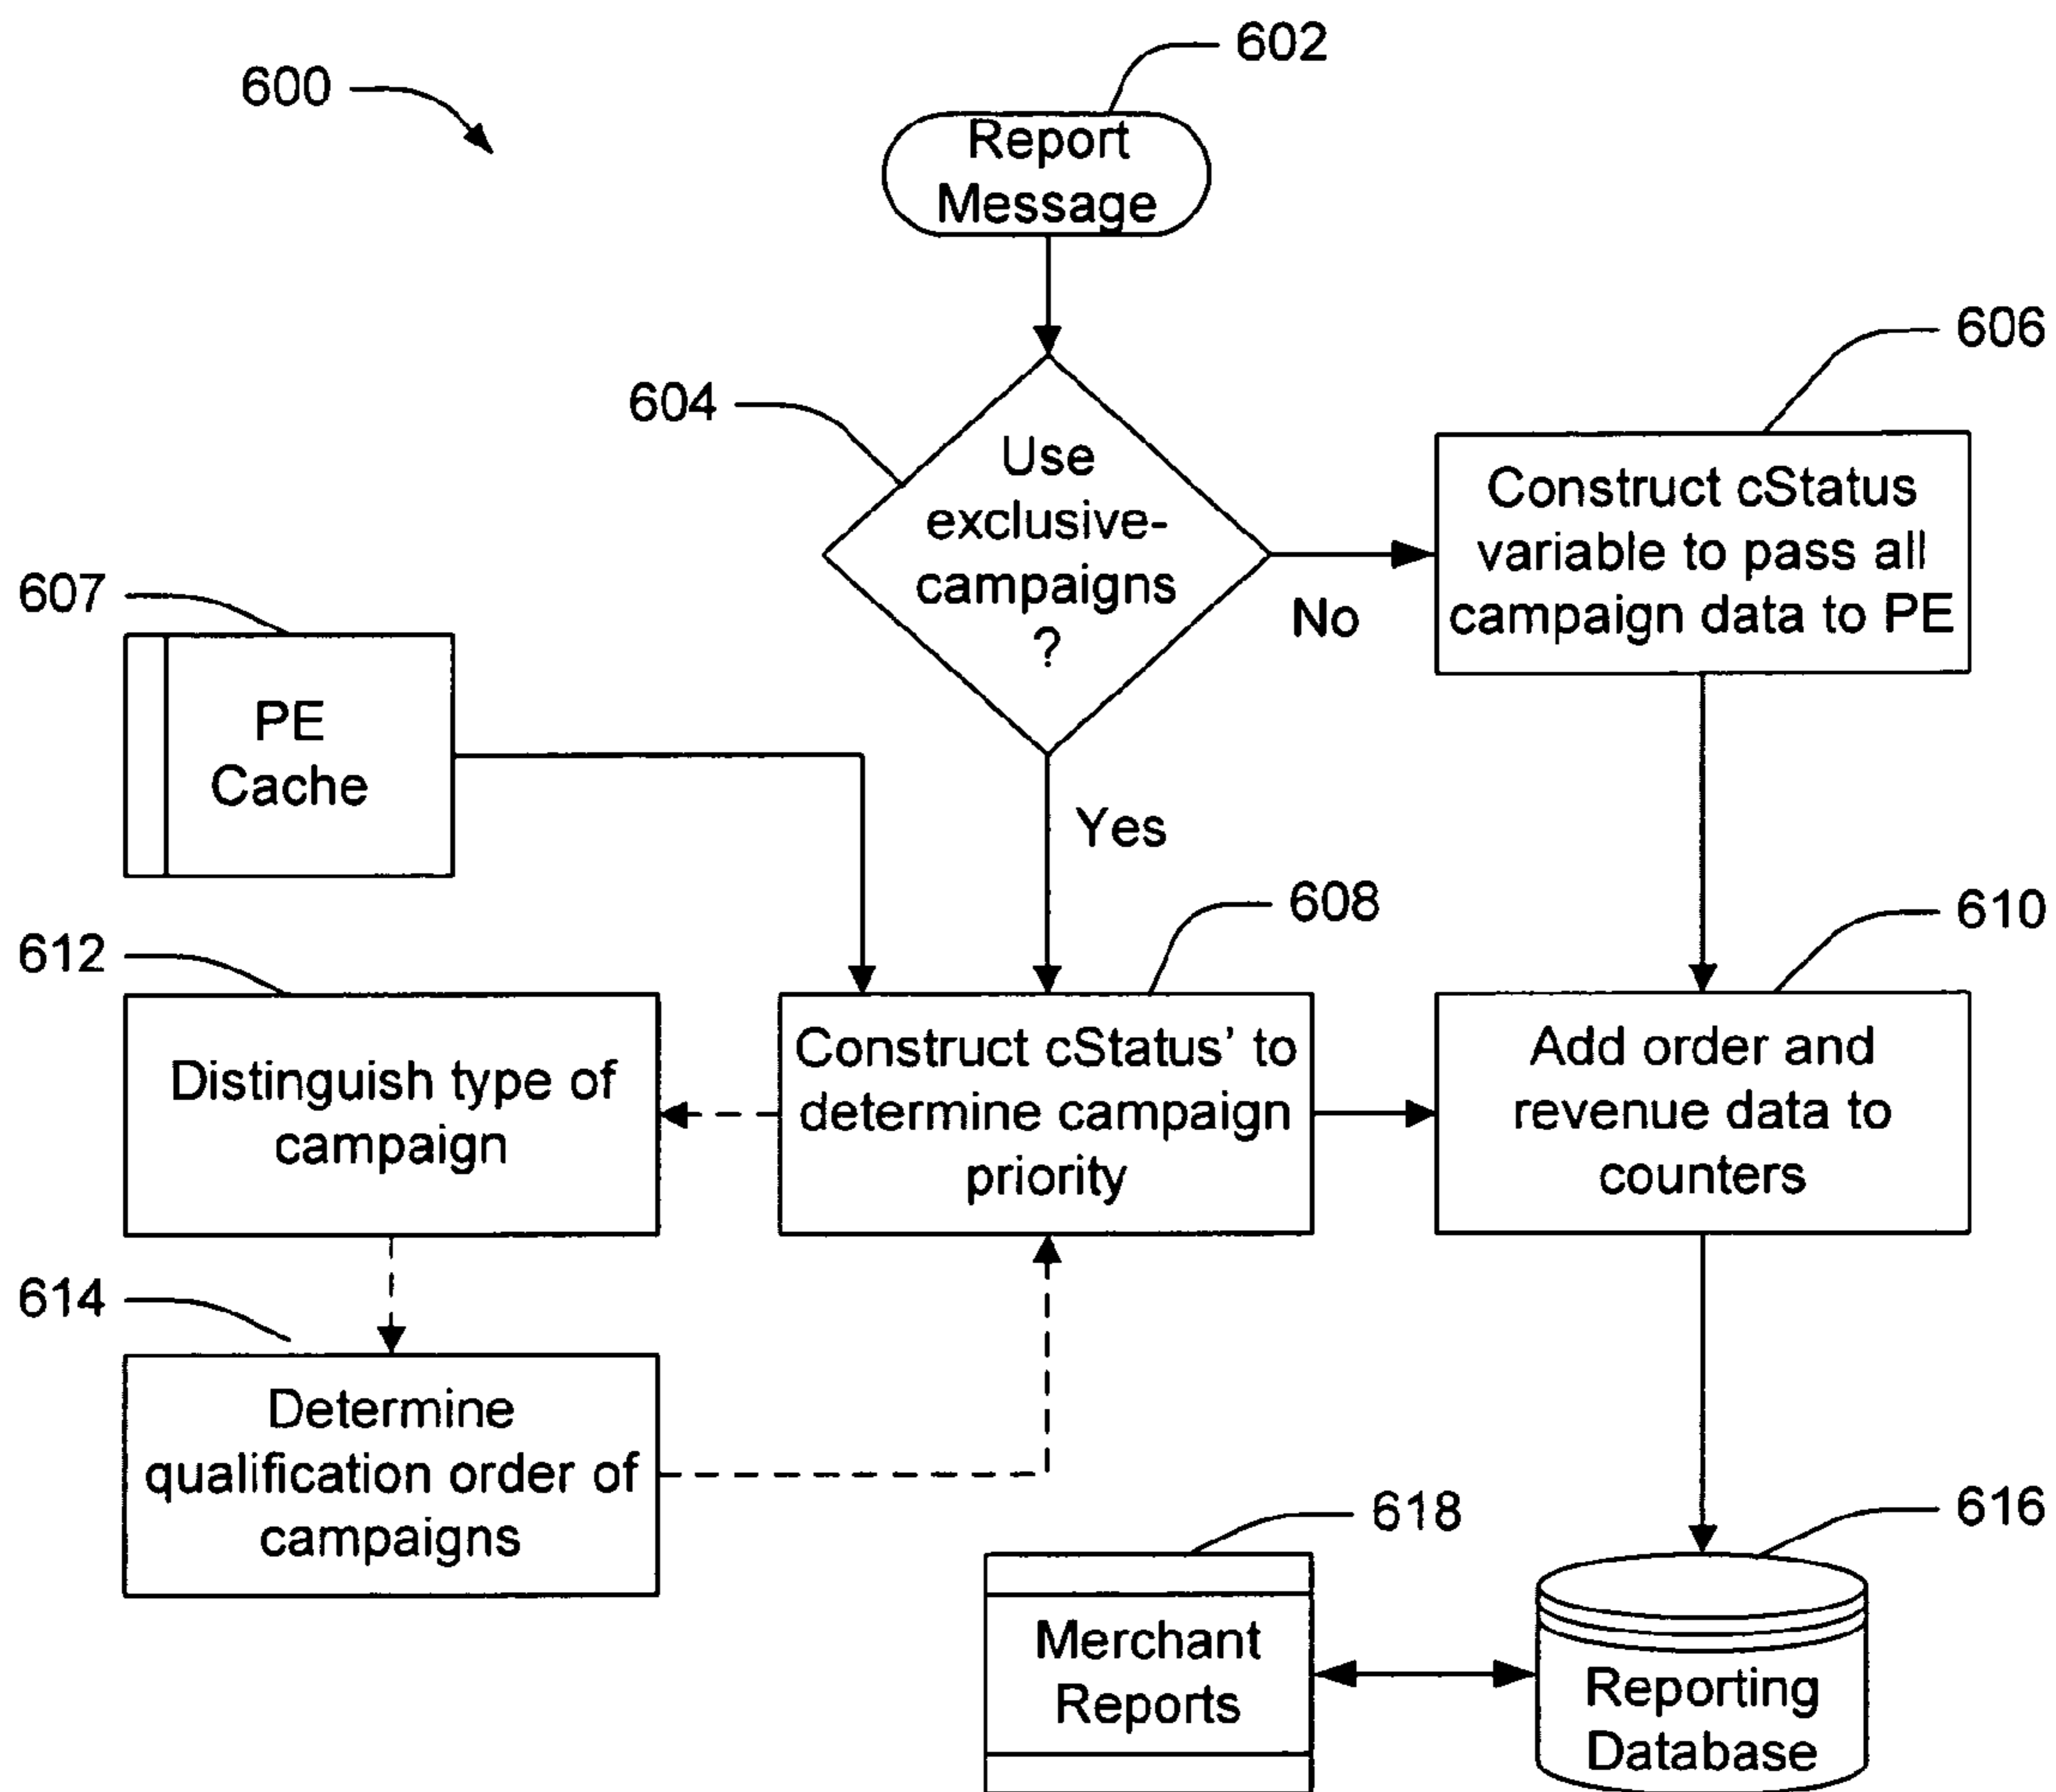 602
600
Report
Message
606
604
Use
exclusive-
campaigns
?
Construct cStatus
variable to pass all
campaign data to PE
No
607
PE
Cache
Yes
608
610
612
Distinguish type of
campaign
Construct cStatus’ to
determine campaign
priority
Add order and
revenue data to
counters
614
Determine
qualification order of
campaigns
618
616
Merchant
Reports
Reporting
Database